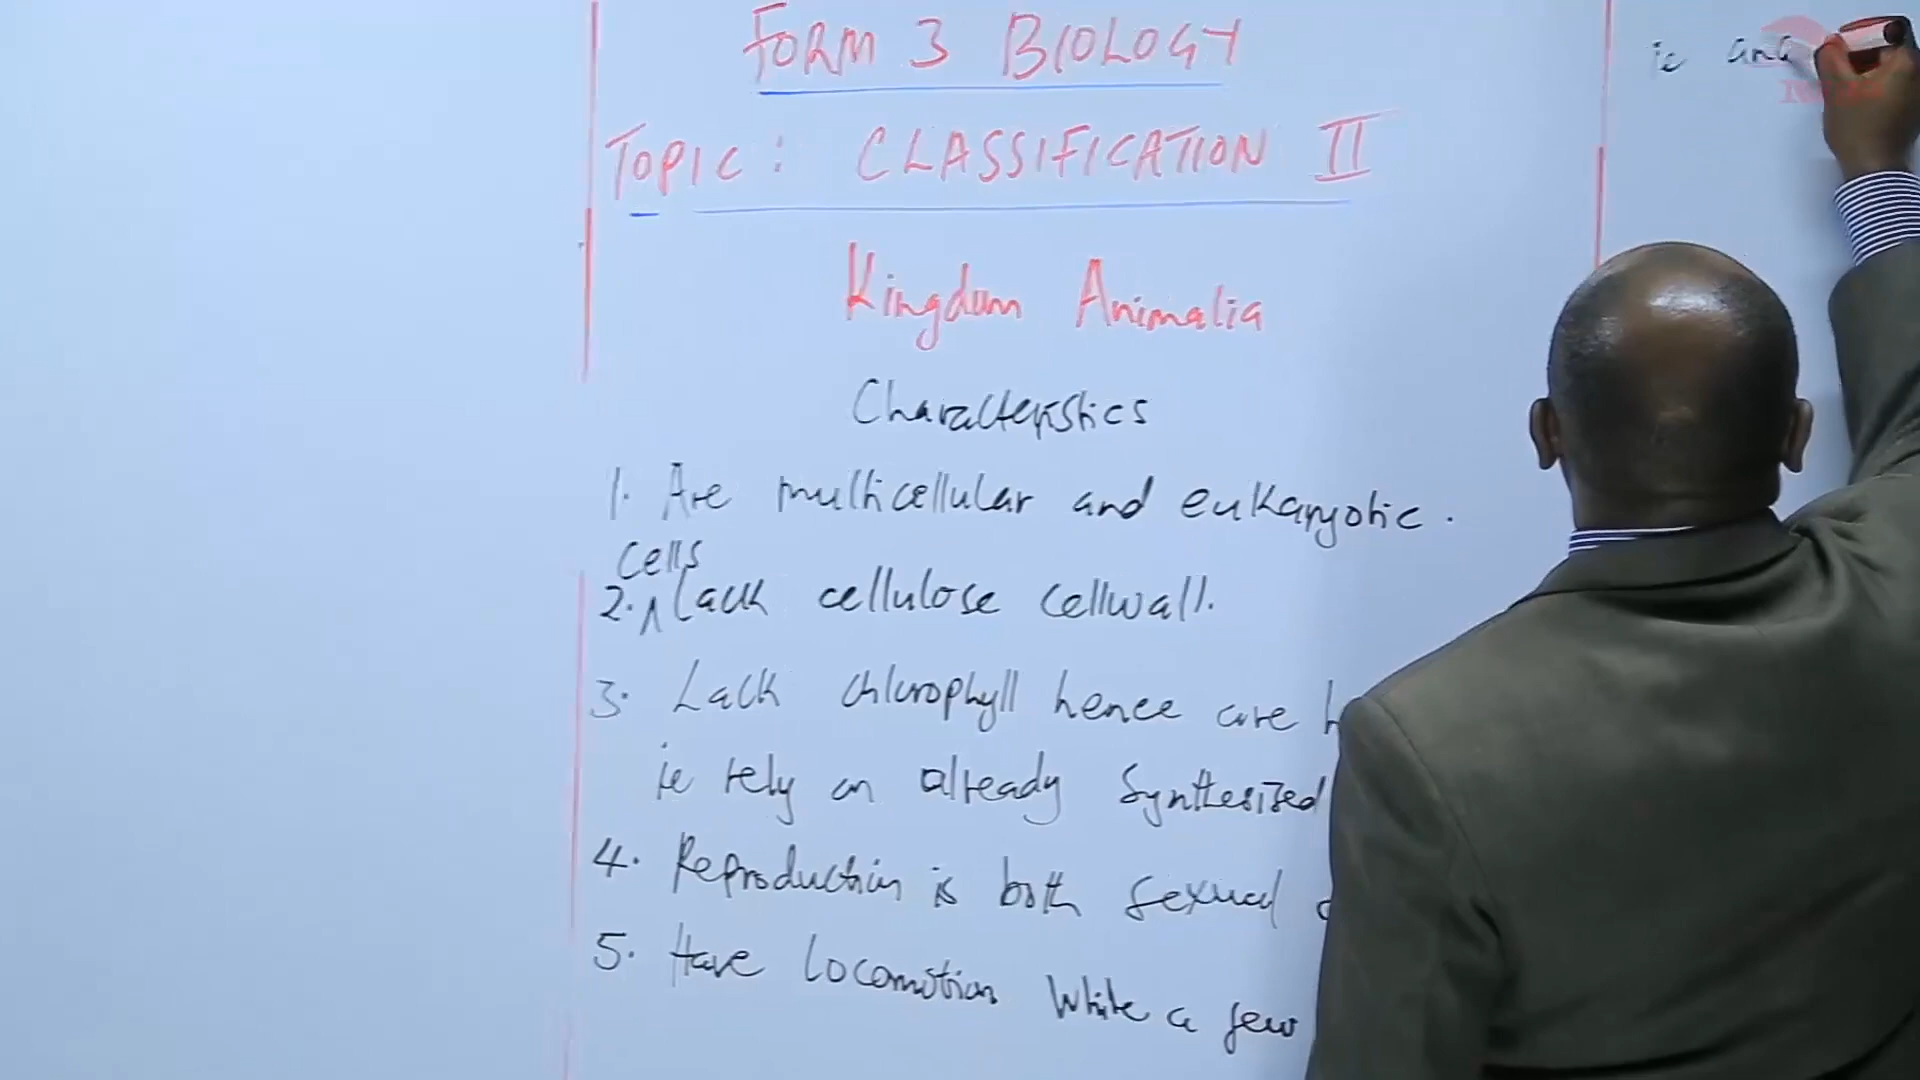 FORM 3 BIOLOGY
TOPIC: CLASSIFICATION II
Kingdom Animalia
Characteristics
1. Are multicellular and eukaryotic.
cells
2. ^ Lack cellulose cellwall.
3. Lack chlorophyll hence are
ie rely on already synthesized
4. Reproduction is both sexual
5. Have locomotion while a few